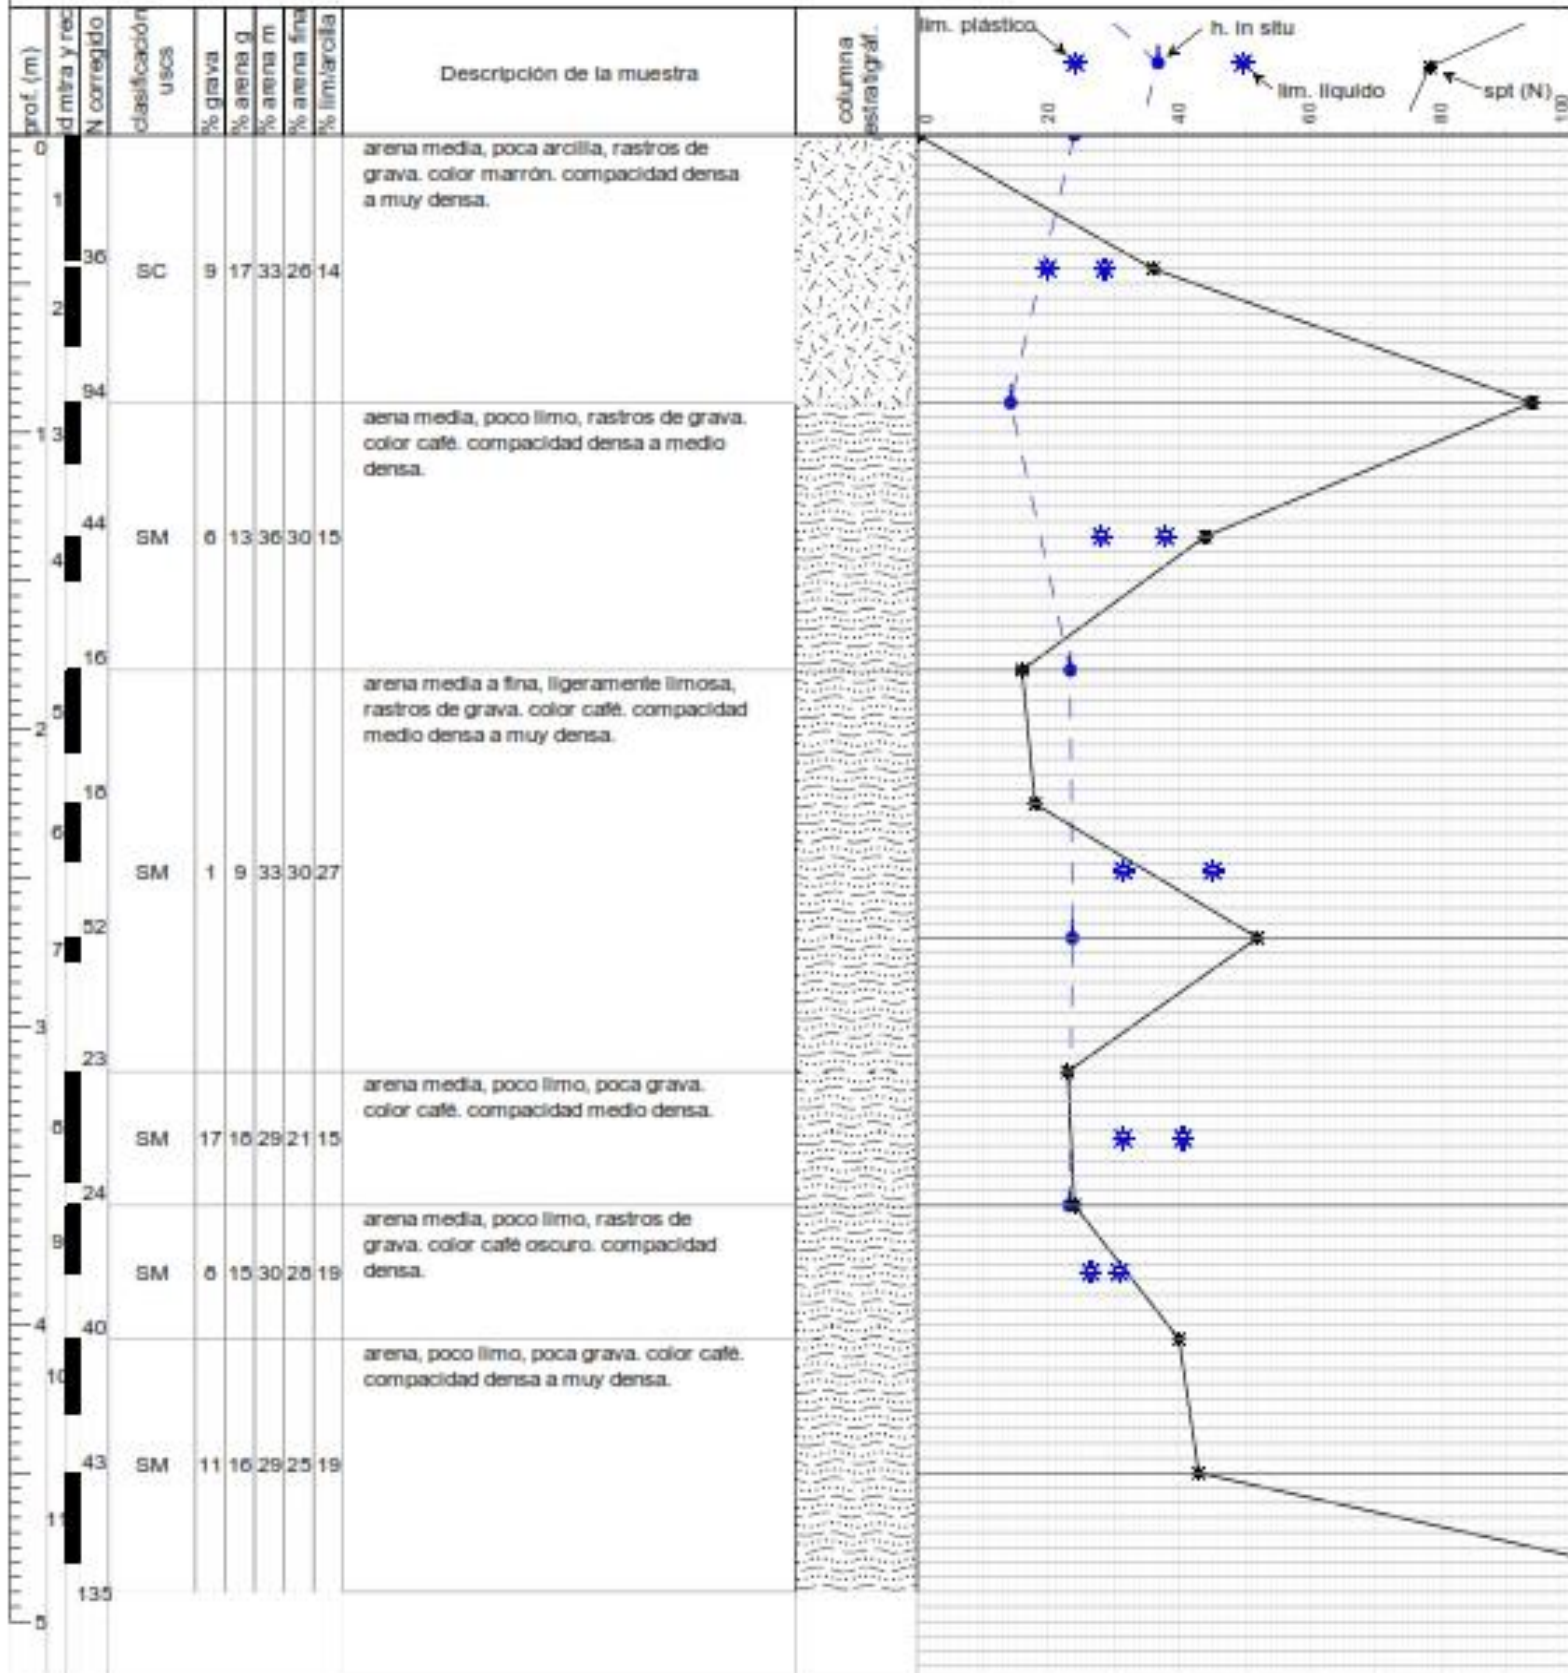 prof. (m)
d mtra y rec
N corregido
clasificación
uscs
% grava
% arena g
% arena m
% arena fina
% lim/arcilla
Descripción de la muestra
columna
estratigráf.
lim. plástico
h. in situ
lim. líquido
spt (N)
0 20 40 60 80 100
0
arena media, poca arcilla, rastros de
grava. color marrón. compacidad densa
a muy densa.
1
36
SC 9 17 33 26 14
2
94
aena media, poco limo, rastros de grava.
color café. compacidad densa a medio
densa.
1 3
44
SM 6 13 36 30 15
4
16
arena media a fina, ligeramente limosa,
rastros de grava. color café. compacidad
medio densa a muy densa.
5
2
18
6
SM 1 9 33 30 27
52
7
3
23
arena media, poco limo, poca grava.
color café. compacidad medio densa.
8
SM 17 18 29 21 15
24
arena media, poco limo, rastros de
grava. color café oscuro. compacidad
densa.
9
SM 8 15 30 28 19
4
40
arena, poco limo, poca grava. color café.
compacidad densa a muy densa.
10
43
SM 11 16 29 25 19
11
135
5